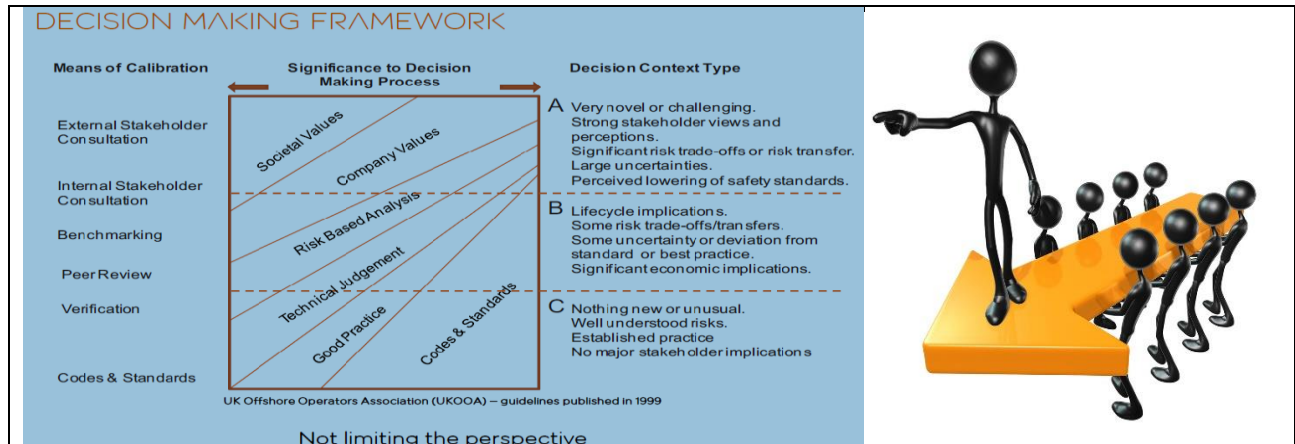 DECISION MAKING FRAMEWORK
Means of Calibration
Significance to Decision
Making Process
Decision Context Type
External Stakeholder
Consultation
Internal Stakeholder
Consultation
Benchmarking
Peer Review
Verification
Codes & Standards
Societal Values
Company Values
Risk Based Analysis
Technical Judgement
Good Practice
Codes & Standards
A Very novel or challenging.
Strong stakeholder views and
perceptions.
Significant risk trade-offs or risk transfer.
Large uncertainties.
Perceived lowering of safety standards.
B Lifecycle implications.
Some risk trade-offs/transfers.
Some uncertainty or deviation from
standard or best practice.
Significant economic implications.
C Nothing new or unusual.
Well understood risks.
Established practice
No major stakeholder implications
UK Offshore Operators Association (UKOOA) – guidelines published in 1999
Not limiting the perspective